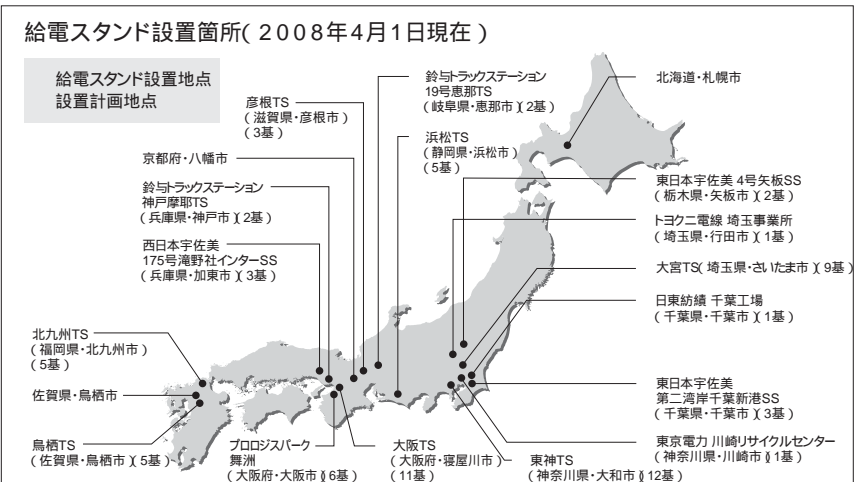 給電スタンド設置箇所(2008年4月1日現在)
給電スタンド設置地点
設置計画地点
彦根TS
(滋賀県・彦根市)
(3基)
京都府・八幡市
鈴与トラックステーション
神戸摩耶TS
(兵庫県・神戸市)(2基)
西日本宇佐美
175号滝野社インターSS
(兵庫県・加東市)(3基)
北九州TS
(福岡県・北九州市)
(5基)
佐賀県・鳥栖市
鳥栖TS
(佐賀県・鳥栖市)(5基)
プロロジスパーク
舞洲
(大阪府・大阪市)(6基)
大阪TS
(大阪府・寝屋川市)
(11基)
鈴与トラックステーション
19号恵那TS
(岐阜県・恵那市)(2基)
浜松TS
(静岡県・浜松市)
(5基)
北海道・札幌市
東日本宇佐美 4号矢板SS
(栃木県・矢板市)(2基)
トヨクニ電線 埼玉事業所
(埼玉県・行田市)(1基)
大宮TS(埼玉県・さいたま市)(9基)
日東紡績 千葉工場
(千葉県・千葉市)(1基)
東日本宇佐美
第二湾岸千葉新港SS
(千葉県・千葉市)(3基)
東京電力 川崎リサイクルセンター
(神奈川県・川崎市)(1基)
東神TS
(神奈川県・大和市)(12基)